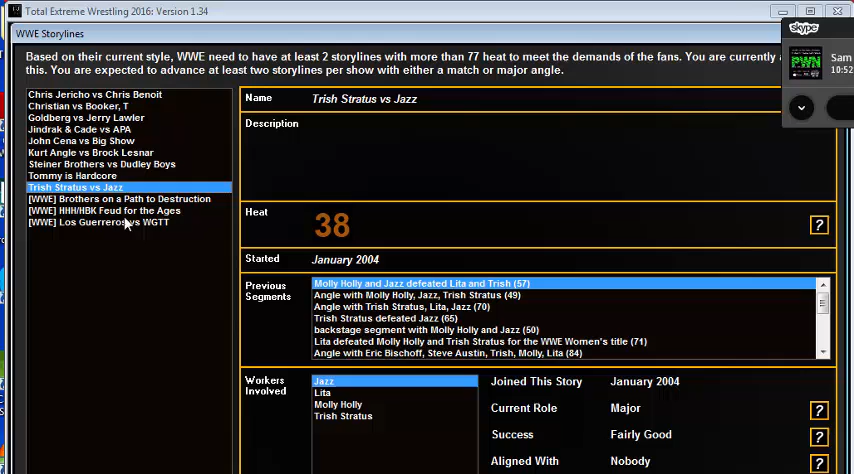 Total Extreme Wrestling 2016: Version 1.34
WWE Storylines
skype
Based on their current style, WWE need to have at least 2 storylines with more than 77 heat to meet the demands of the fans. You are currently a
this. You are expected to advance at least two storylines per show with either a match or major angle.
PWN
Sam
10:52
Chris Jericho vs Chris Benoit
Christian vs Booker, T
Goldberg vs Jerry Lawler
Jindrak & Cade vs APA
John Cena vs Big Show
Kurt Angle vs Brock Lesnar
Steiner Brothers vs Dudley Boys
Tommy is Hardcore
Trish Stratus vs Jazz
[WWE] Brothers on a Path to Destruction
[WWE] HHH/HBK Feud for the Ages
[WWE] Los Guerreros vs WGTT
Name
Trish Stratus vs Jazz
Description
Heat
38
?
Started
January 2004
Previous
Segments
Molly Holly and Jazz defeated Lita and Trish (57)
Angle with Molly Holly, Jazz, Trish Stratus (49)
Angle with Trish Stratus, Lita, Jazz (70)
Trish Stratus defeated Jazz (65)
backstage segment with Molly Holly and Jazz (50)
Lita defeated Molly Holly and Trish Stratus for the WWE Women's title (71)
Angle with Eric Bischoff, Steve Austin, Trish, Molly, Lita (84)
Workers
Involved
Jazz
Lita
Molly Holly
Trish Stratus
Joined This Story
January 2004
Current Role
Major
?
Success
Fairly Good
?
Aligned With
Nobody
?